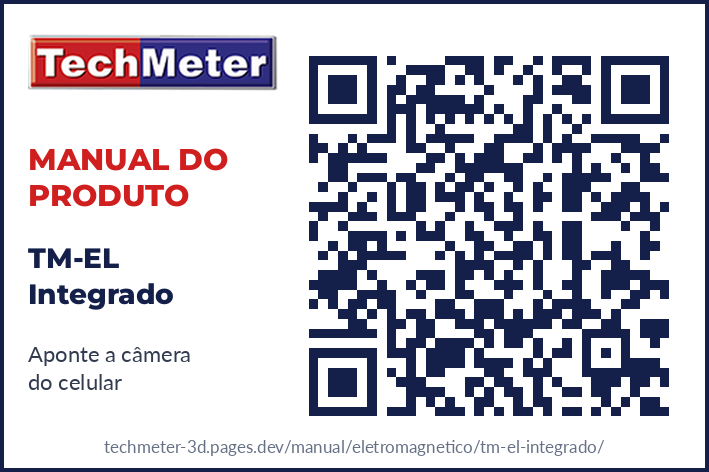 TechMeter
MANUAL DO
PRODUTO
TM-EL
Integrado
Aponte a câmera
do celular
techmeter-3d.pages.dev/manual/eletromagnetico/tm-el-integrado/